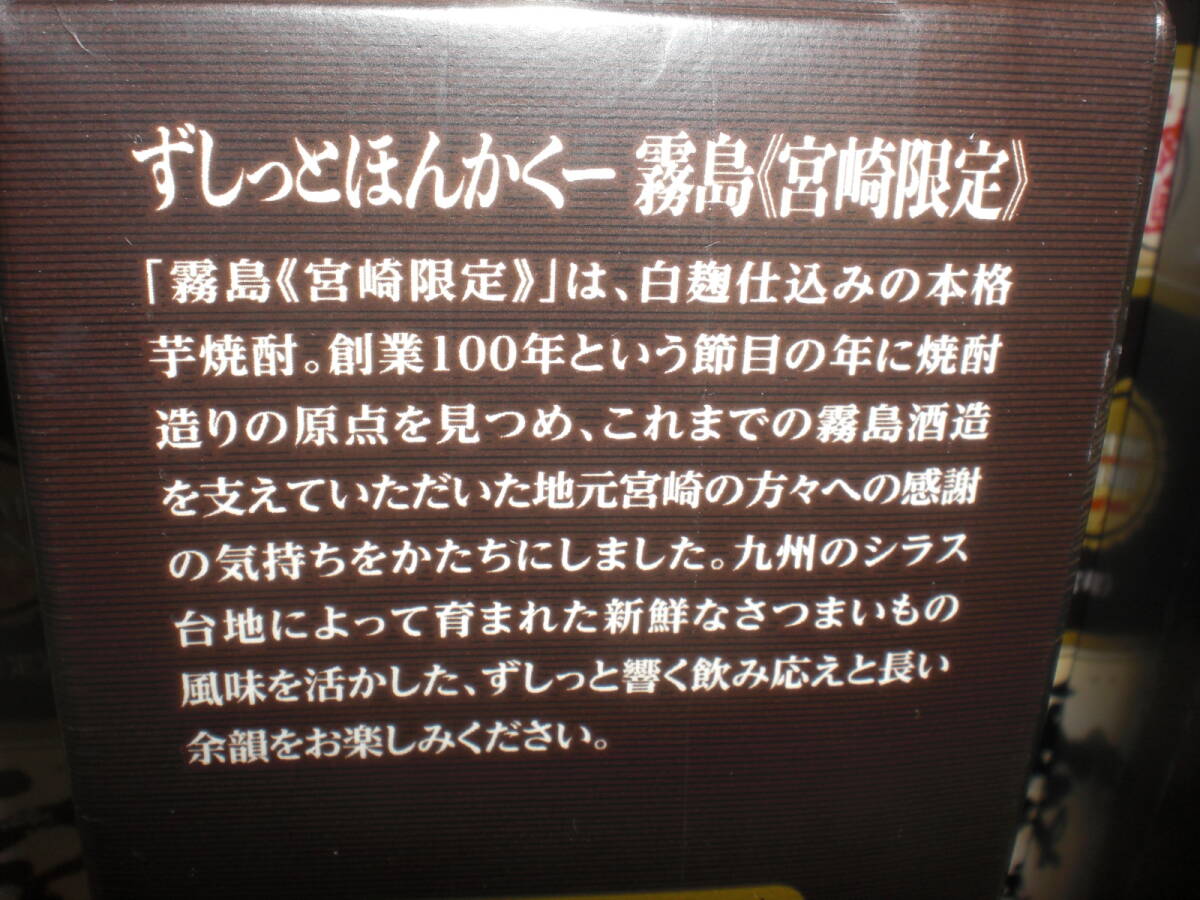 ずしっとほんかくー 霧島《宮崎限定》
「霧島《宮崎限定》」は、白麹仕込みの本格
芋焼酎。創業100年という節目の年に焼酎
造りの原点を見つめ、これまでの霧島酒造
を支えていただいた地元宮崎の方々への感謝
の気持ちをかたちにしました。九州のシラス
台地によって育まれた新鮮なさつまいもの
風味を活かした、ずしっと響く飲み応えと長い
余韻をお楽しみください。